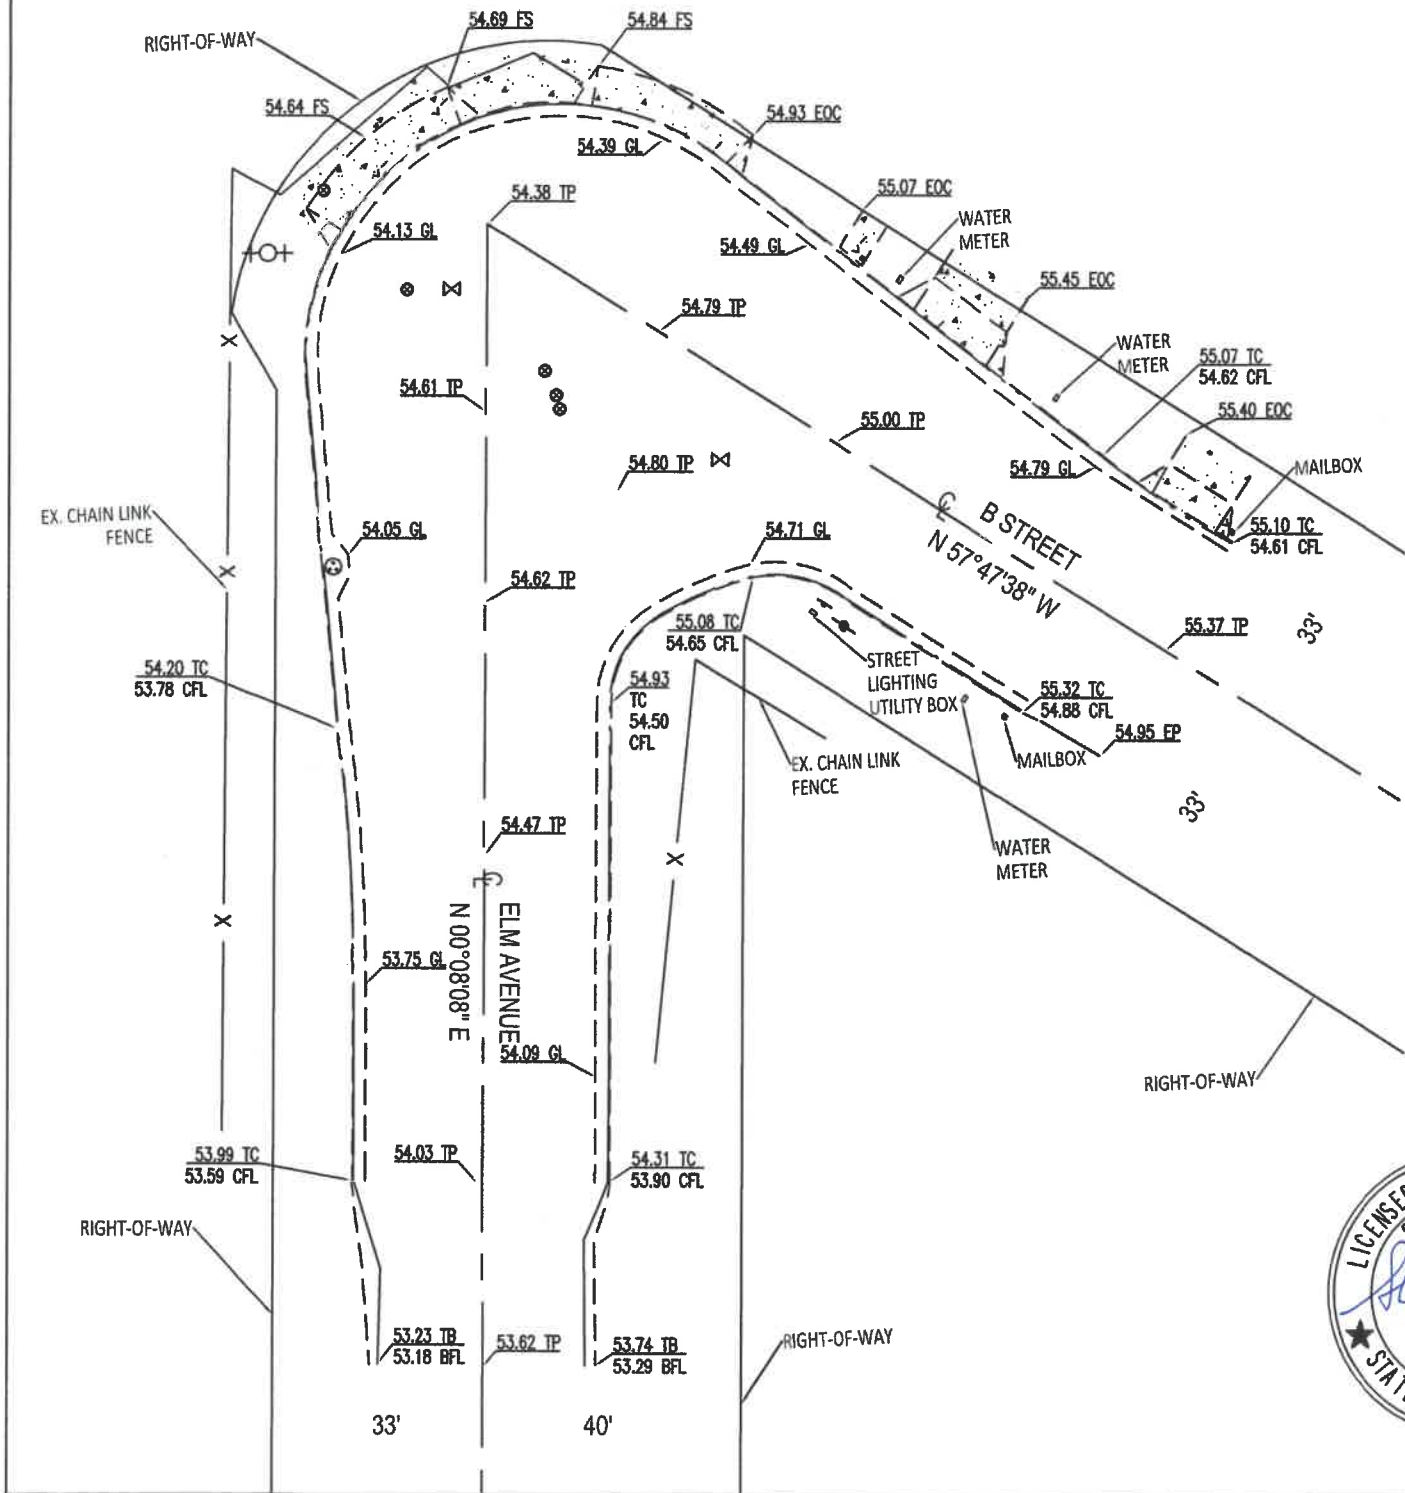 54.69 FS
54.84 FS
RIGHT-OF-WAY
54.64 FS
54.93 EOC
54.39 GL
55.07 EOC
54.38 TP
WATER
METER
54.13 GL
54.49 GL
55.45 EOC
54.79 TP
WATER
METER
55.07 TC
54.62 CFL
54.61 TP
55.40 EOC
55.00 TP
54.80 TP
54.79 GL
MAILBOX
EX. CHAIN LINK
FENCE
X
X
X
54.05 GL
54.71 GL
CL
B STREET
N 57°47'38" W
55.10 TC
54.61 CFL
54.62 TP
55.08 TC
54.65 CFL
55.37 TP
33'
54.20 TC
53.78 CFL
STREET
LIGHTING
UTILITY BOX
54.93
TC
54.50
CFL
55.32 TC
54.88 CFL
54.95 EP
MAILBOX
EX. CHAIN LINK
FENCE
33'
54.47 TP
WATER
METER
X
CL
ELM AVENUE
N 00°08'08" E
53.75 GL
54.09 GL
RIGHT-OF-WAY
53.99 TC
53.59 CFL
54.03 TP
54.31 TC
53.90 CFL
RIGHT-OF-WAY
LICENSED
STAT
53.23 TB
53.18 BFL
53.62 TP
53.74 TB
53.29 BFL
RIGHT-OF-WAY
33'
40'